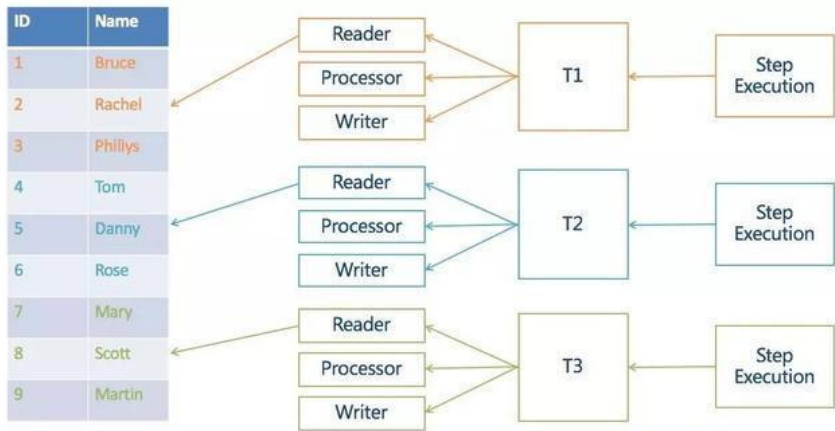 ID Name
1 Bruce
2 Rachel
3 Phillys
4 Tom
5 Danny
6 Rose
7 Mary
8 Scott
9 Martin
Reader
Processor
Writer
T1
Step
Execution
Reader
Processor
Writer
T2
Step
Execution
Reader
Processor
Writer
T3
Step
Execution